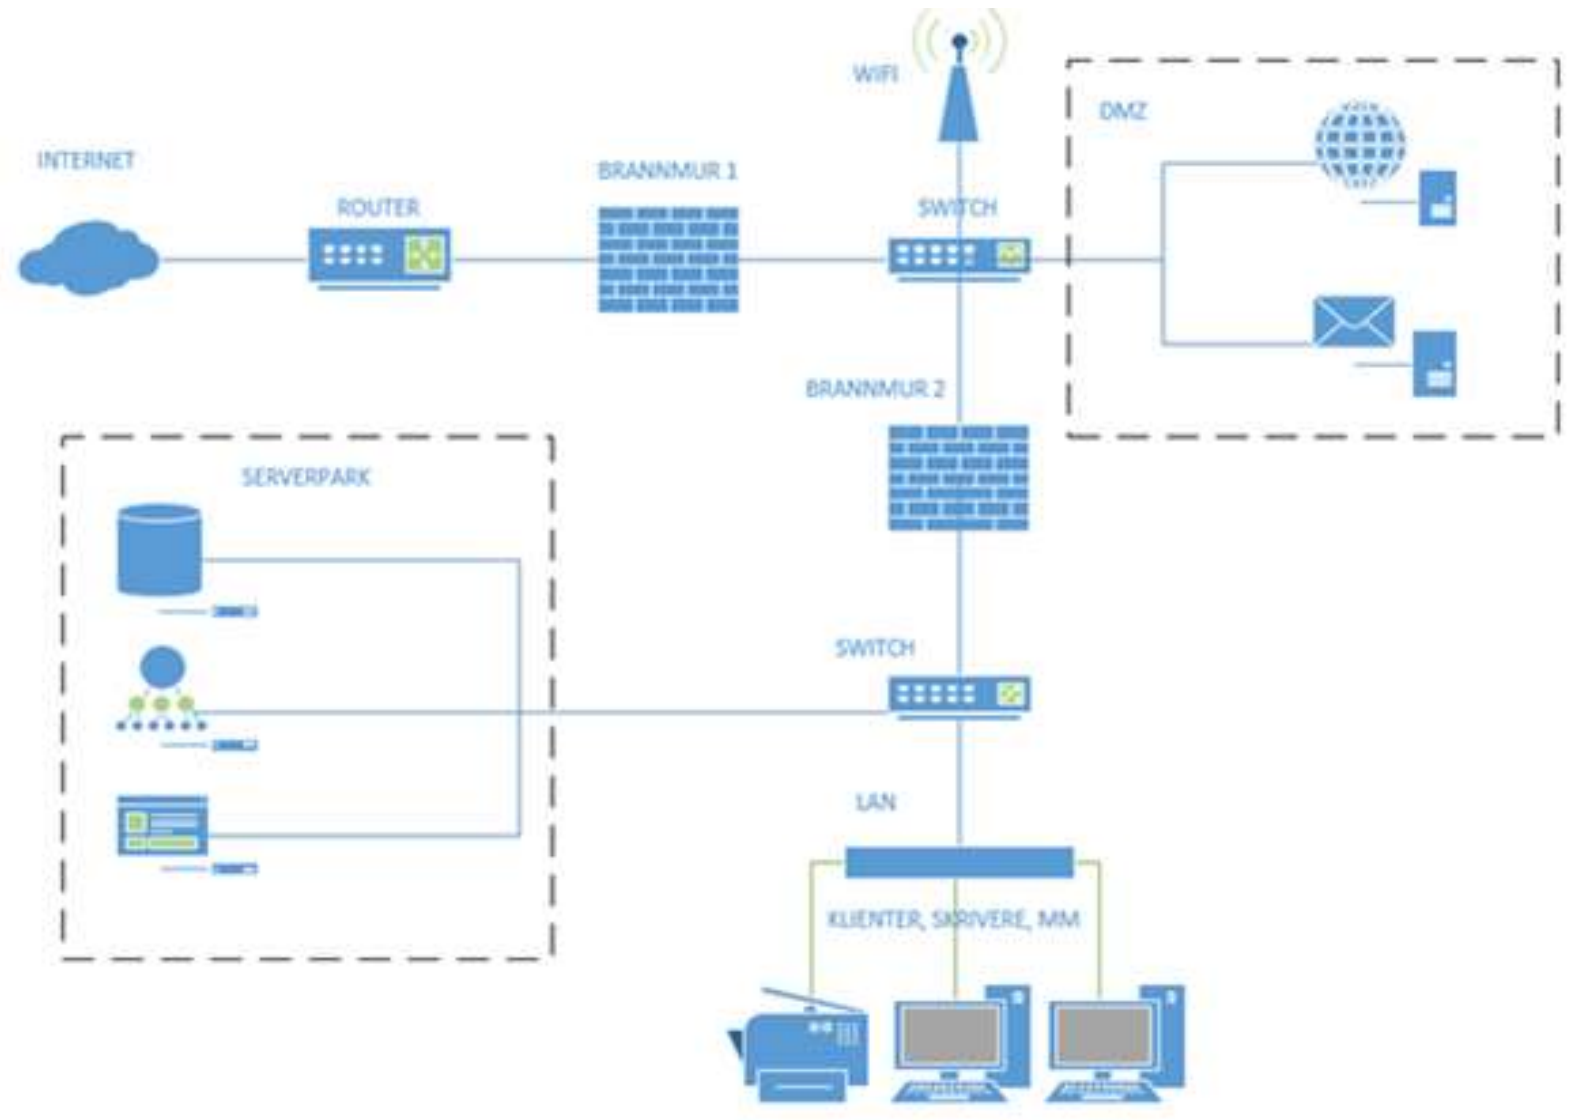 WIFI
DMZ
INTERNET
BRANNMUR 1
ROUTER
SWITCH
BRANNMUR 2
SERVERPARK
SWITCH
LAN
KLIENTER, SKRIVERE, MM